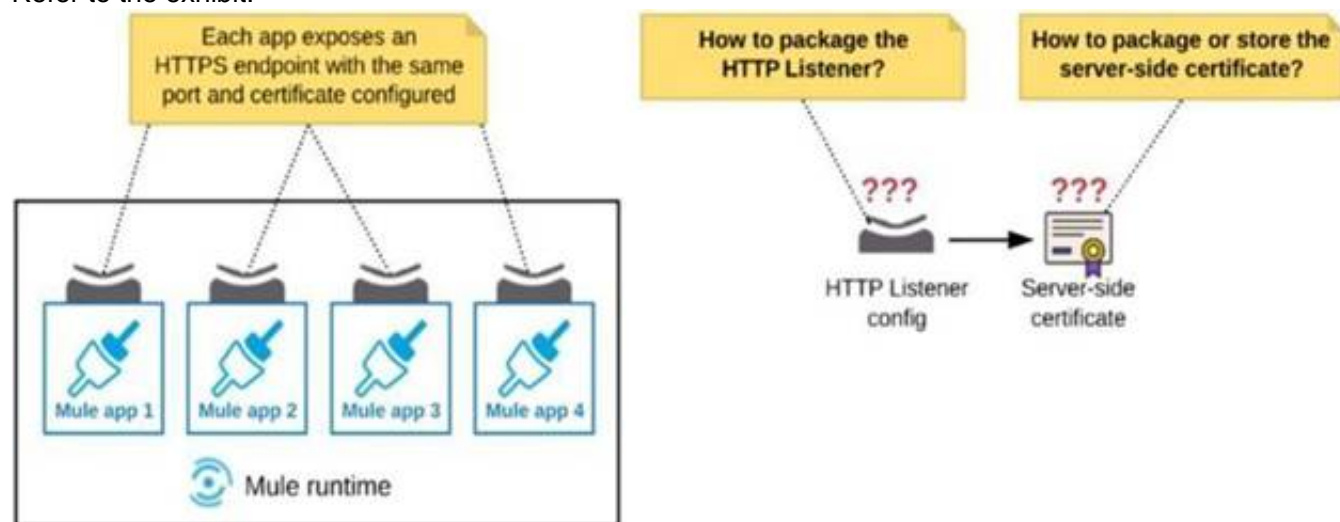 Refer to the exhibit.
Each app exposes an
HTTPS endpoint with the same
port and certificate configured
How to package the
HTTP Listener?
How to package or store the
server-side certificate?
???
???
HTTP Listener
config
Server-side
certificate
Mule app 1
Mule app 2
Mule app 3
Mule app 4
Mule runtime